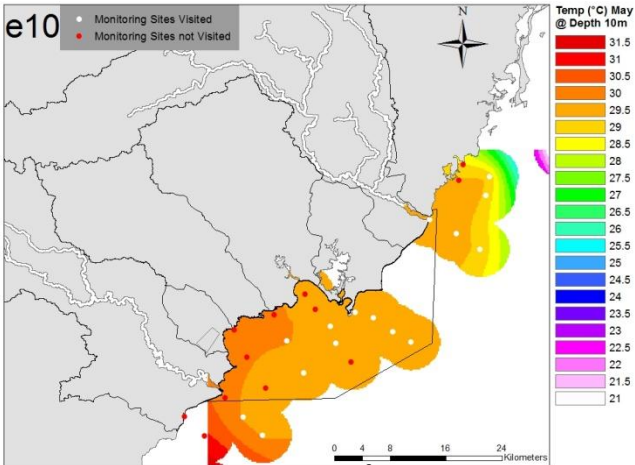 e10
Monitoring Sites Visited
Monitoring Sites not Visited
N
Temp (°C) May
@ Depth 10m
31.5
31
30.5
30
29.5
29
28.5
28
27.5
27
26.5
26
25.5
25
24.5
24
23.5
23
22.5
22
21.5
21
0 4 8 16 24
Kilometers